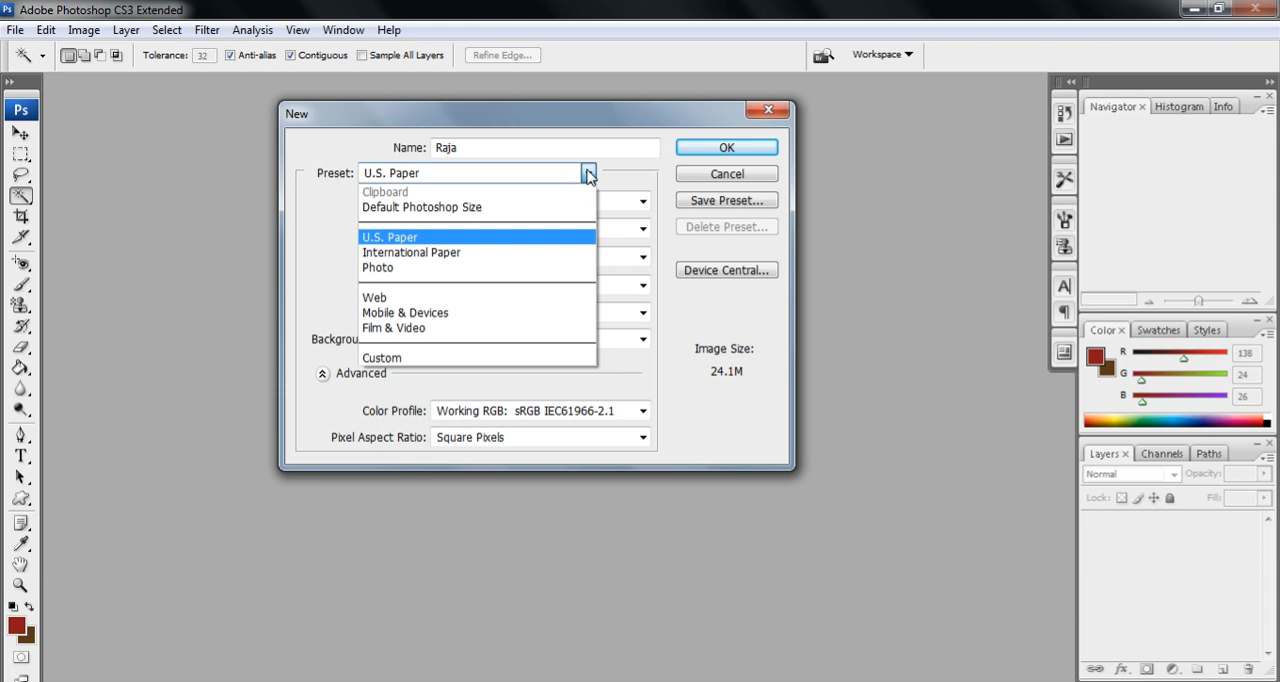 Ps Adobe Photoshop CS3 Extended
File Edit Image Layer Select Filter Analysis View Window Help
Tolerance: 32 Anti-alias Contiguous Sample All Layers Refine Edge... Br Workspace
Ps
New
Name: Raja OK
Preset: U.S. Paper Cancel
Clipboard
Default Photoshop Size Save Preset...
Delete Preset...
U.S. Paper
International Paper
Photo Device Central...
Web
Mobile & Devices
Film & Video
Backgrou
Custom
Image Size:
24.1M
Advanced
Color Profile: Working RGB: sRGB IEC61966-2.1
Pixel Aspect Ratio: Square Pixels
T
Navigator × Histogram Info
A
Color × Swatches Styles
R 138
G 24
B 26
Layers × Channels Paths
Normal Opacity:
Lock: Fill:
fx